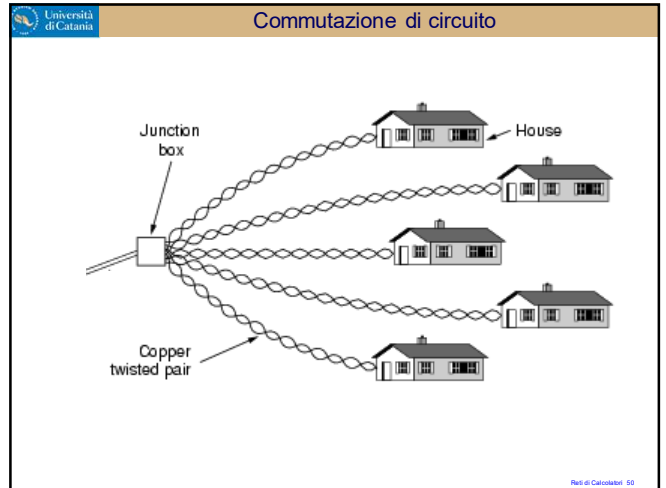 Università
di Catania
Commutazione di circuito
Junction
box
House
Copper
twisted pair
Reti di Calcolatori 50